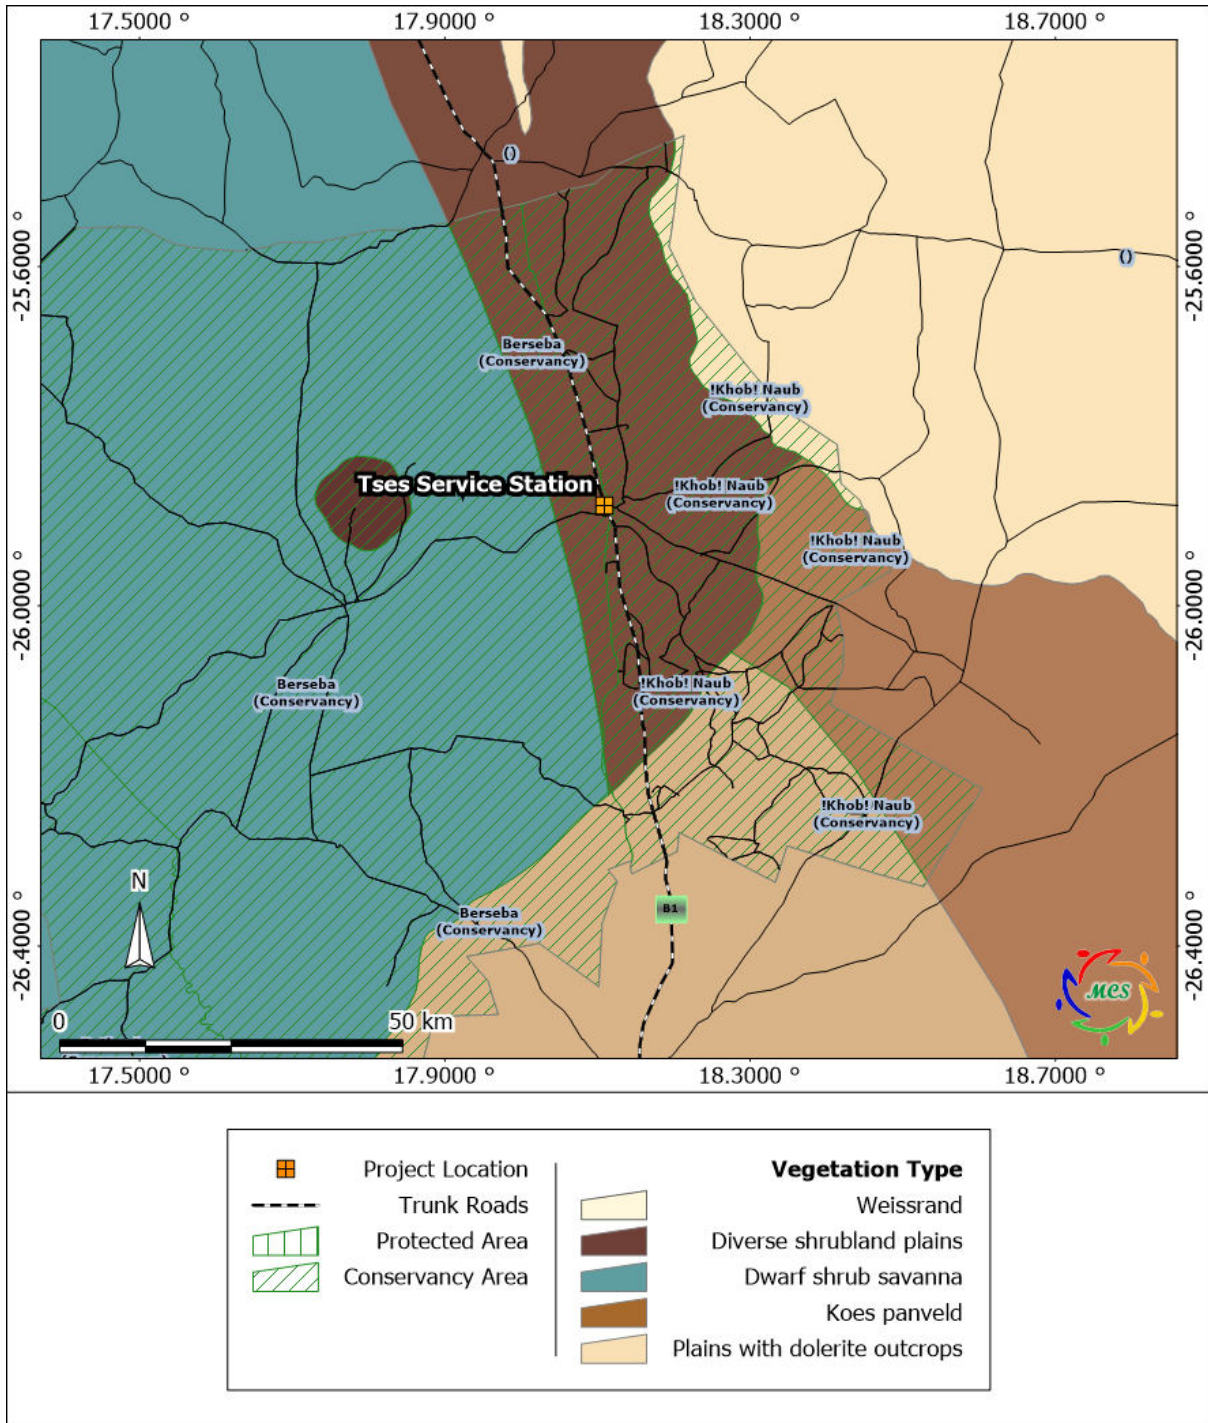 17.5000 °
17.9000 °
18.3000 °
18.7000 °
()
-25.6000 °
-25.6000 °
()
Berseba
(Conservancy)
!Khob! Naub
(Conservancy)
Tses Service Station
!Khob! Naub
(Conservancy)
!Khob! Naub
(Conservancy)
-26.0000 °
-26.0000 °
Berseba
(Conservancy)
!Khob! Naub
(Conservancy)
!Khob! Naub
(Conservancy)
N
B1
Berseba
(Conservancy)
-26.4000 °
-26.4000 °
MCS
0
50 km
17.5000 °
17.9000 °
18.3000 °
18.7000 °
Project Location
Trunk Roads
Protected Area
Conservancy Area
Vegetation Type
Weissrand
Diverse shrubland plains
Dwarf shrub savanna
Koes panveld
Plains with dolerite outcrops